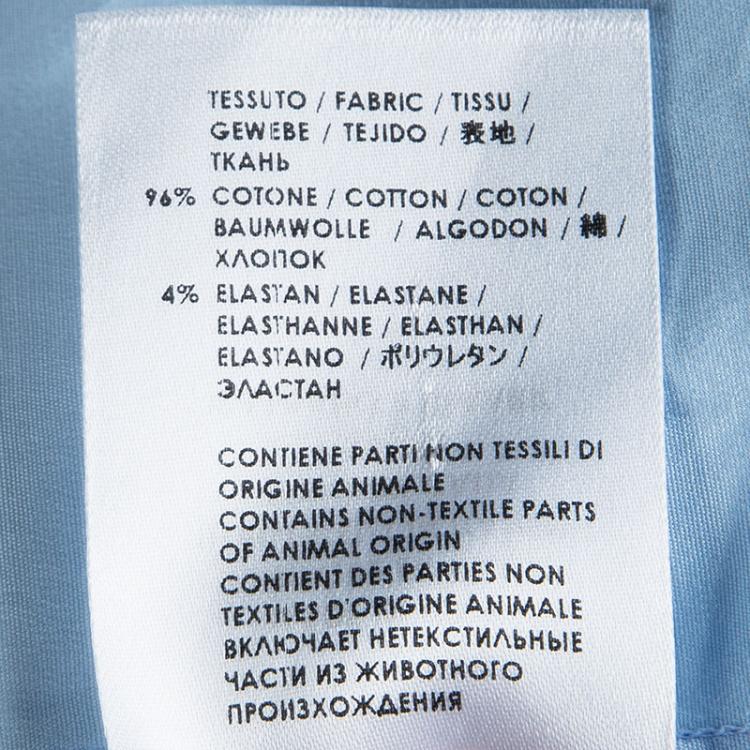 TESSUTO / FABRIC / TISSU /
GEWEBE / TEJIDO / 表地 /
ТКАНЬ
96% COTONE / COTTON / COTON /
BAUMWOLLE / ALGODON / 綿 /
ХЛОПОК
4% ELASTAN / ELASTANE /
ELASTHANNE / ELASTHAN /
ELASTANO / ポリウレタン /
ЭЛАСТАН
CONTIENE PARTI NON TESSILI DI
ORIGINE ANIMALE
CONTAINS NON-TEXTILE PARTS
OF ANIMAL ORIGIN
CONTIENT DES PARTIES NON
TEXTILES D'ORIGINE ANIMALE
ВКЛЮЧАЕТ НЕТЕКСТИЛЬНЫЕ
ЧАСТИ ИЗ ЖИВОТНОГО
ПРОИЗХОЖДЕНИЯ